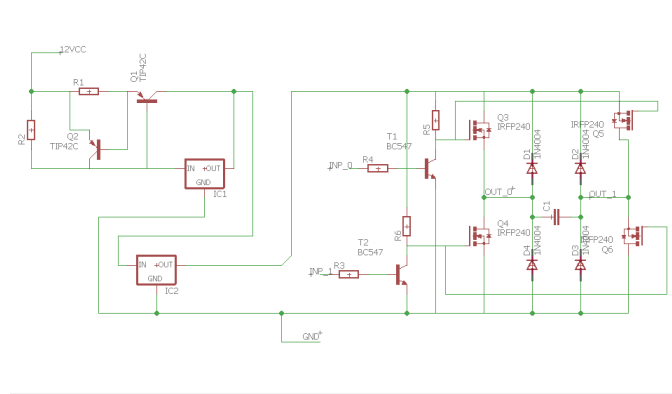 12VCC
R1
Q1
TIP42C
R2
Q2
TIP42C
IN +OUT
GND
IC1
IN +OUT
GND
IC2
INP_0
R4
T1
BC547
R5
Q3
IRFP240
D1
1N4004
D2
1N4004
IRFP240
Q5
OUT_0
C1
OUT_1
R6
Q4
IRFP240
D4
1N4004
D3
1N4004
Q6
T2
BC547
INP_1
R3
GND